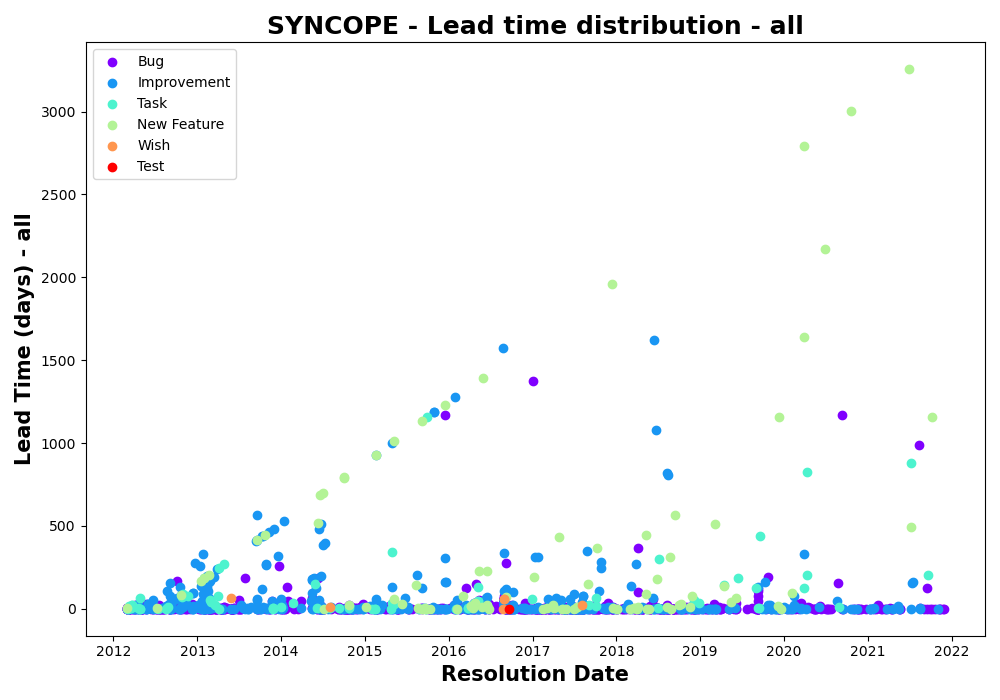 SYNCOPE - Lead time distribution - all
Bug
Improvement
Task
New Feature
Wish
Test
Lead Time (days) - all
3000
2500
2000
1500
1000
500
0
2012 2013 2014 2015 2016 2017 2018 2019 2020 2021 2022
Resolution Date